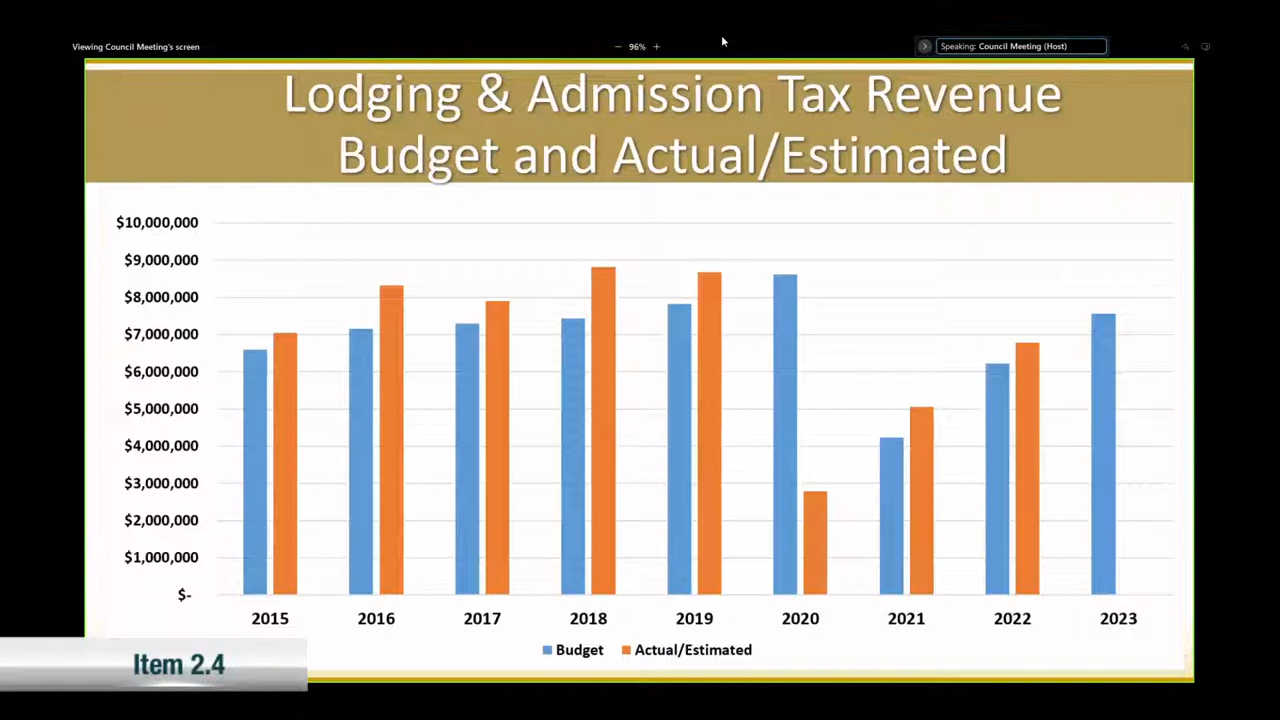 Viewing Council Meeting's screen
96%
Speaking: Council Meeting (Host)
Lodging & Admission Tax Revenue
Budget and Actual/Estimated
$10,000,000
$9,000,000
$8,000,000
$7,000,000
$6,000,000
$5,000,000
$4,000,000
$3,000,000
$2,000,000
$1,000,000
$-
2015 2016 2017 2018 2019 2020 2021 2022 2023
Budget Actual/Estimated
Item 2.4